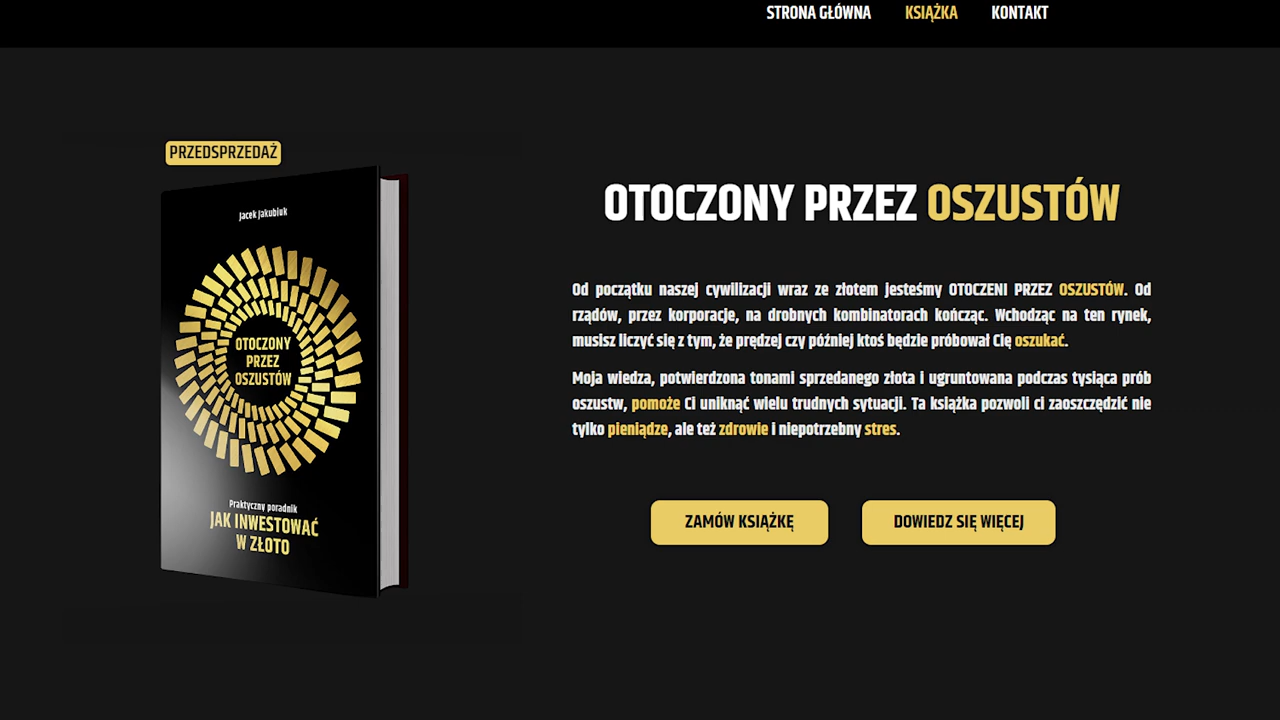 STRONA GŁÓWNA KSIĄŻKA KONTAKT
PRZEDSPRZEDAŻ
Jacek Jakubiuk
OTOCZONY
PRZEZ
OSZUSTÓW
Praktyczny poradnik
JAK INWESTOWAĆ
W ZŁOTO
OTOCZONY PRZEZ OSZUSTÓW
Od początku naszej cywilizacji wraz ze złotem jesteśmy OTOCZENI PRZEZ OSZUSTÓW. Od
rządów, przez korporacje, na drobnych kombinatorach kończąc. Wchodząc na ten rynek,
musisz liczyć się z tym, że prędzej czy później ktoś będzie próbował Cię oszukać.
Moja wiedza, potwierdzona tonami sprzedanego złota i ugruntowana podczas tysiąca prób
oszustw, pomoże Ci uniknąć wielu trudnych sytuacji. Ta książka pozwoli ci zaoszczędzić nie
tylko pieniądze, ale też zdrowie i niepotrzebny stres.
ZAMÓW KSIĄŻKĘ DOWIEDZ SIĘ WIĘCEJ